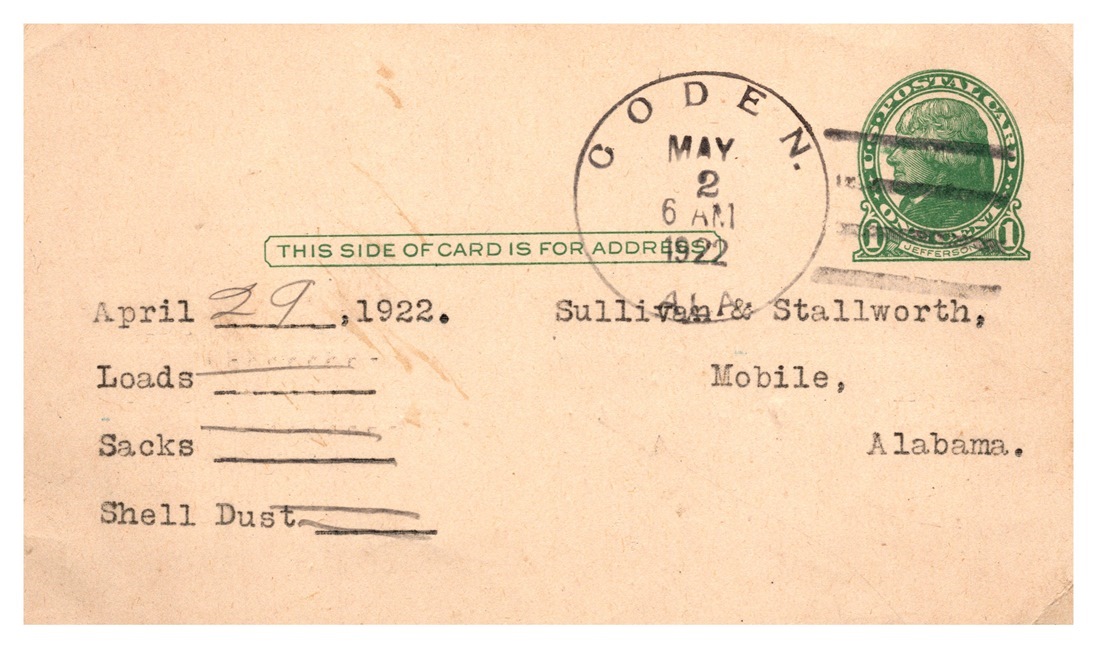 CODEN.
MAY
2
6 AM
1922
ALA
U.S. POSTAL CARD
ONE CENT
1 JEFFERSON 1
THIS SIDE OF CARD IS FOR ADDRESS
April 29, 1922.
Loads
Sacks
Shell Dust
Sullivan & Stallworth,
Mobile,
Alabama.